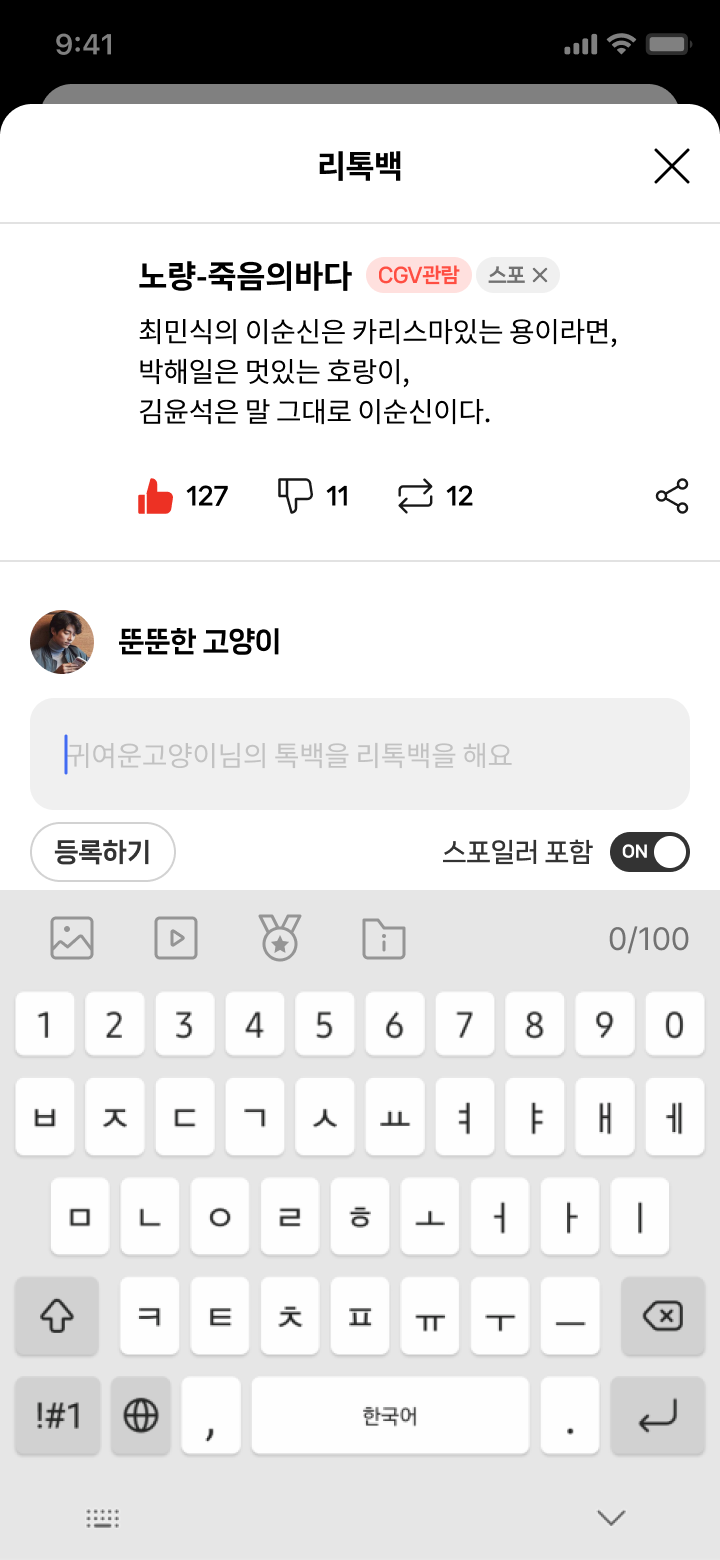 9:41
리톡백
노량-죽음의바다 CGV관람 스포 ✕
최민식의 이순신은 카리스마있는 용이라면,
박해일은 멋있는 호랑이,
김윤석은 말 그대로 이순신이다.
127 11 12
뚠뚠한 고양이
귀여운고양이님의 톡백을 리톡백을 해요
등록하기 스포일러 포함 ON
0/100
1 2 3 4 5 6 7 8 9 0
ㅂ ㅈ ㄷ ㄱ ㅅ ㅛ ㅕ ㅑ ㅐ ㅔ
ㅁ ㄴ ㅇ ㄹ ㅎ ㅗ ㅓ ㅏ ㅣ
ㅋ ㅌ ㅊ ㅍ ㅠ ㅜ ㅡ
!#1 , 한국어 .